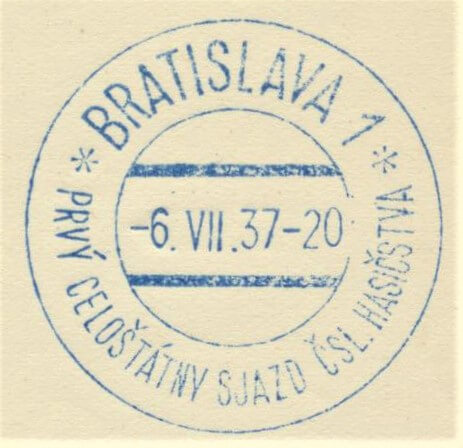 * BRATISLAVA 1 *
-6. VII. 37-20
PRVÝ CELOŠTÁTNY SJAZD ČSL. HASIČSTVA